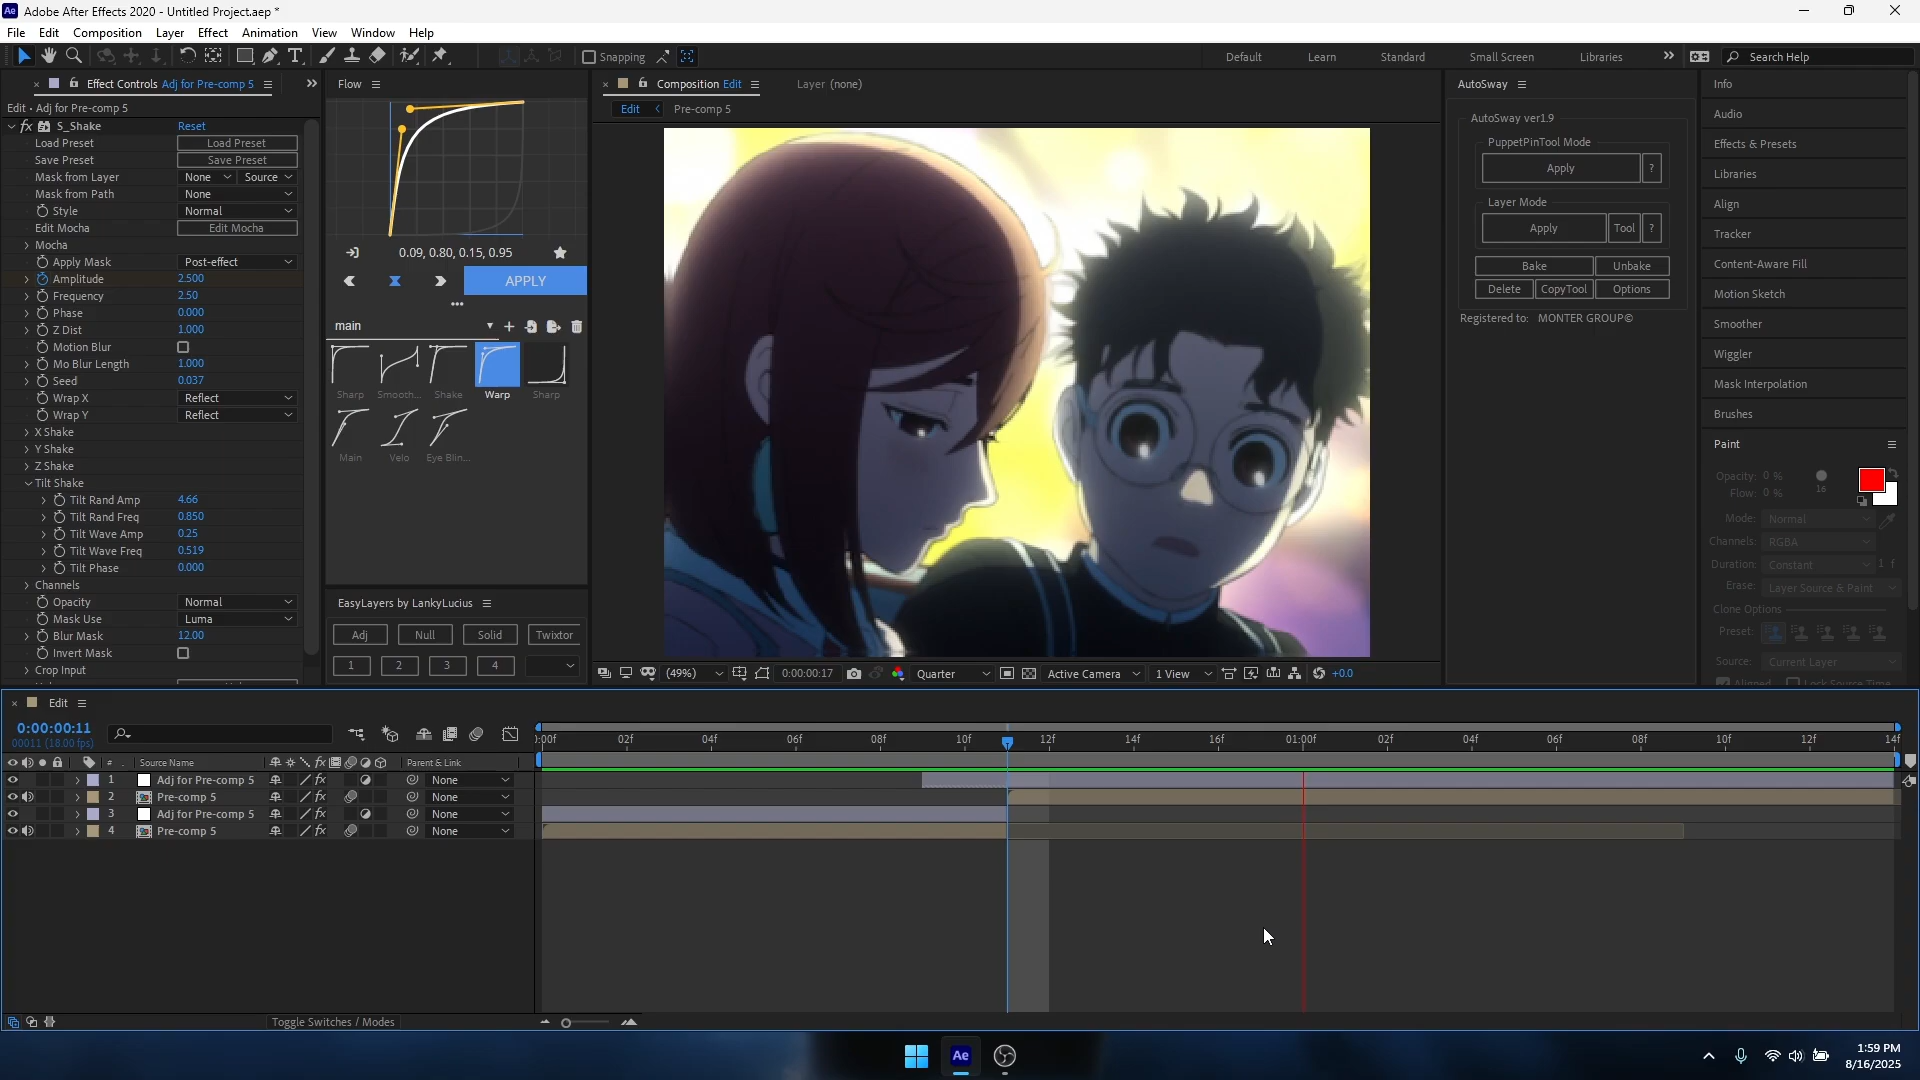 Adobe After Effects 2020 - Untitled Project.aep *
File Edit Composition Layer Effect Animation View Window Help
Snapping
Default Learn Standard Small Screen Libraries
Search Help
Effect Controls Adj for Pre-comp 5
Edit • Adj for Pre-comp 5
fx S_Shake Reset
Load Preset Load Preset
Save Preset Save Preset
Mask from Layer None Source
Mask from Path None
Style Normal
Edit Mocha Edit Mocha
Mocha
Apply Mask Post-effect
Amplitude 2.500
Frequency 2.50
Phase 0.000
Z Dist 1.000
Motion Blur
Mo Blur Length 1.000
Seed 0.037
Wrap X Reflect
Wrap Y Reflect
X Shake
Y Shake
Z Shake
Tilt Shake
Tilt Rand Amp 4.66
Tilt Rand Freq 0.850
Tilt Wave Amp 0.25
Tilt Wave Freq 0.519
Tilt Phase 0.000
Channels
Opacity Normal
Mask Use Luma
Blur Mask 12.00
Invert Mask
Crop Input
Flow
0.09, 0.80, 0.15, 0.95
APPLY
main
Sharp Smooth... Shake Warp Sharp
Main Velo Eye Blin...
EasyLayers by LankyLucius
Adj Null Solid Twixtor
1 2 3 4
Composition Edit
Layer (none)
Edit Pre-comp 5
(49%) 0:00:00:17 Quarter Active Camera 1 View +0.0
AutoSway
AutoSway ver1.9
PuppetPinTool Mode
Apply ?
Layer Mode
Apply Tool ?
Bake Unbake
Delete CopyTool Options
Registered to: MONTER GROUP©
Info
Audio
Effects & Presets
Libraries
Align
Tracker
Content-Aware Fill
Motion Sketch
Smoother
Wiggler
Mask Interpolation
Brushes
Paint
Opacity: 0 %
Flow: 0 %
16
Mode: Normal
Channels: RGBA
Duration: Constant 1 f
Erase: Layer Source & Paint
Clone Options
Preset:
Source: Current Layer
Aligned Lock Source Time
Edit
0:00:00:11
00011 (18.00 fps)
:00f 02f 04f 06f 08f 10f 12f 14f 16f 01:00f 02f 04f 06f 08f 10f 12f 14f
# Source Name Parent & Link
1 Adj for Pre-comp 5 None
2 Pre-comp 5 None
3 Adj for Pre-comp 5 None
4 Pre-comp 5 None
Toggle Switches / Modes
Ae
1:59 PM
8/16/2025